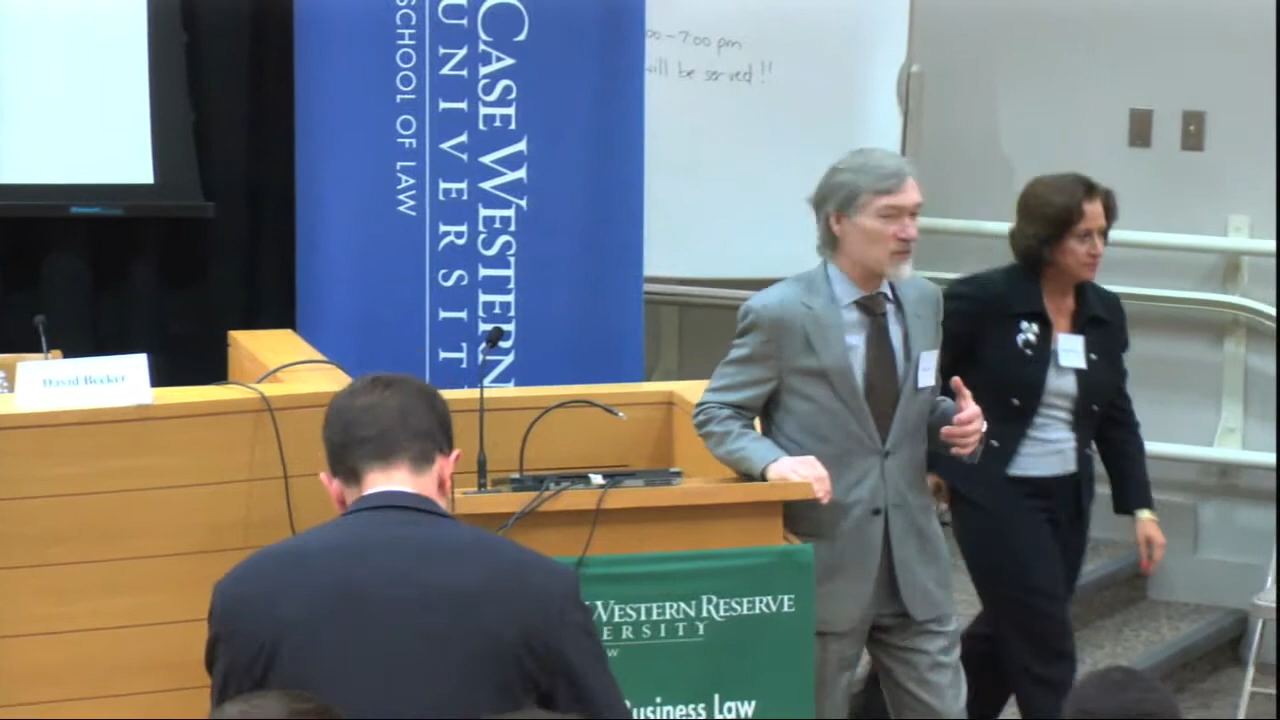 CASE WESTERN
UNIVERSIT
SCHOOL OF LAW
00-7:00 pm
will be served!!
David Becker
WESTERN RESERVE
ERSITY
W
Business Law